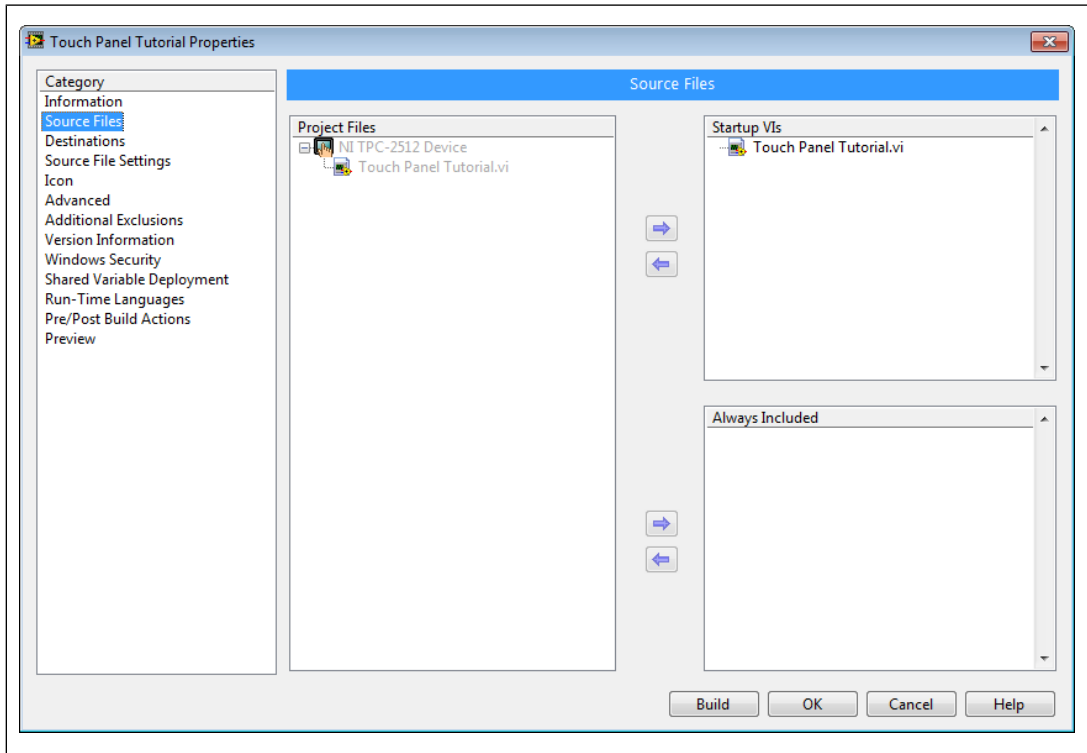 Touch Panel Tutorial Properties
Category
Information
Source Files
Destinations
Source File Settings
Icon
Advanced
Additional Exclusions
Version Information
Windows Security
Shared Variable Deployment
Run-Time Languages
Pre/Post Build Actions
Preview
Source Files
Project Files
NI TPC-2512 Device
Touch Panel Tutorial.vi
Startup VIs
Touch Panel Tutorial.vi
Always Included
Build
OK
Cancel
Help